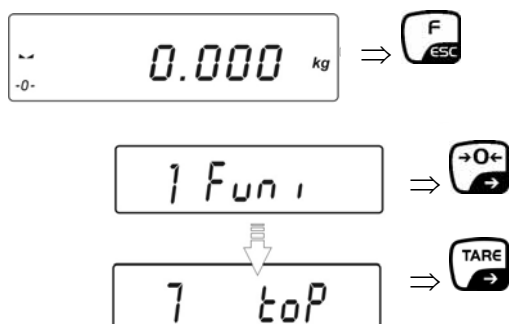 0.000 kg
-0-
F
ESC
1 Funi
→0←
7 toP
TARE